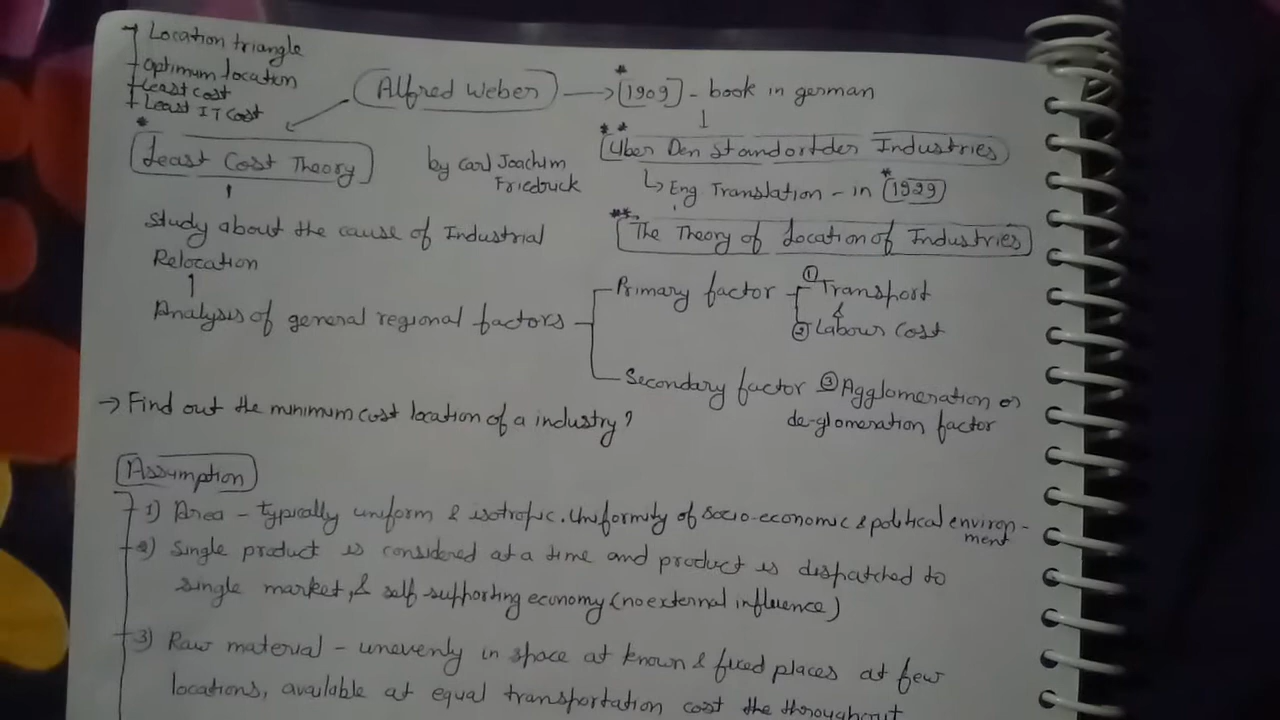 Location triangle
Optimum location
Least cost
Least IT Cost
Alfred Weber → [1909] - book in german
Least Cost Theory
by Carl Joachim
Friedrick
Uber Den Standortder Industries
Eng Translation - in 1929
The Theory of Location of Industries
Study about the cause of Industrial
Relocation
Analysis of general regional factors
Primary factor
① Transport
&
② Labour Cost
Secondary factor ③ Agglomeration or
de-glomeration factor
→ Find out the minimum cost location of a industry?
Assumption
1) Area - typically uniform & isotropic. Uniformity of socio-economic & political environ-
ment
2) Single product is considered at a time and product is dispatched to
single market, & self supporting economy (no external influence)
3) Raw material - unevenly in space at known & fixed places at few
locations, available at equal transportation cost the throughout